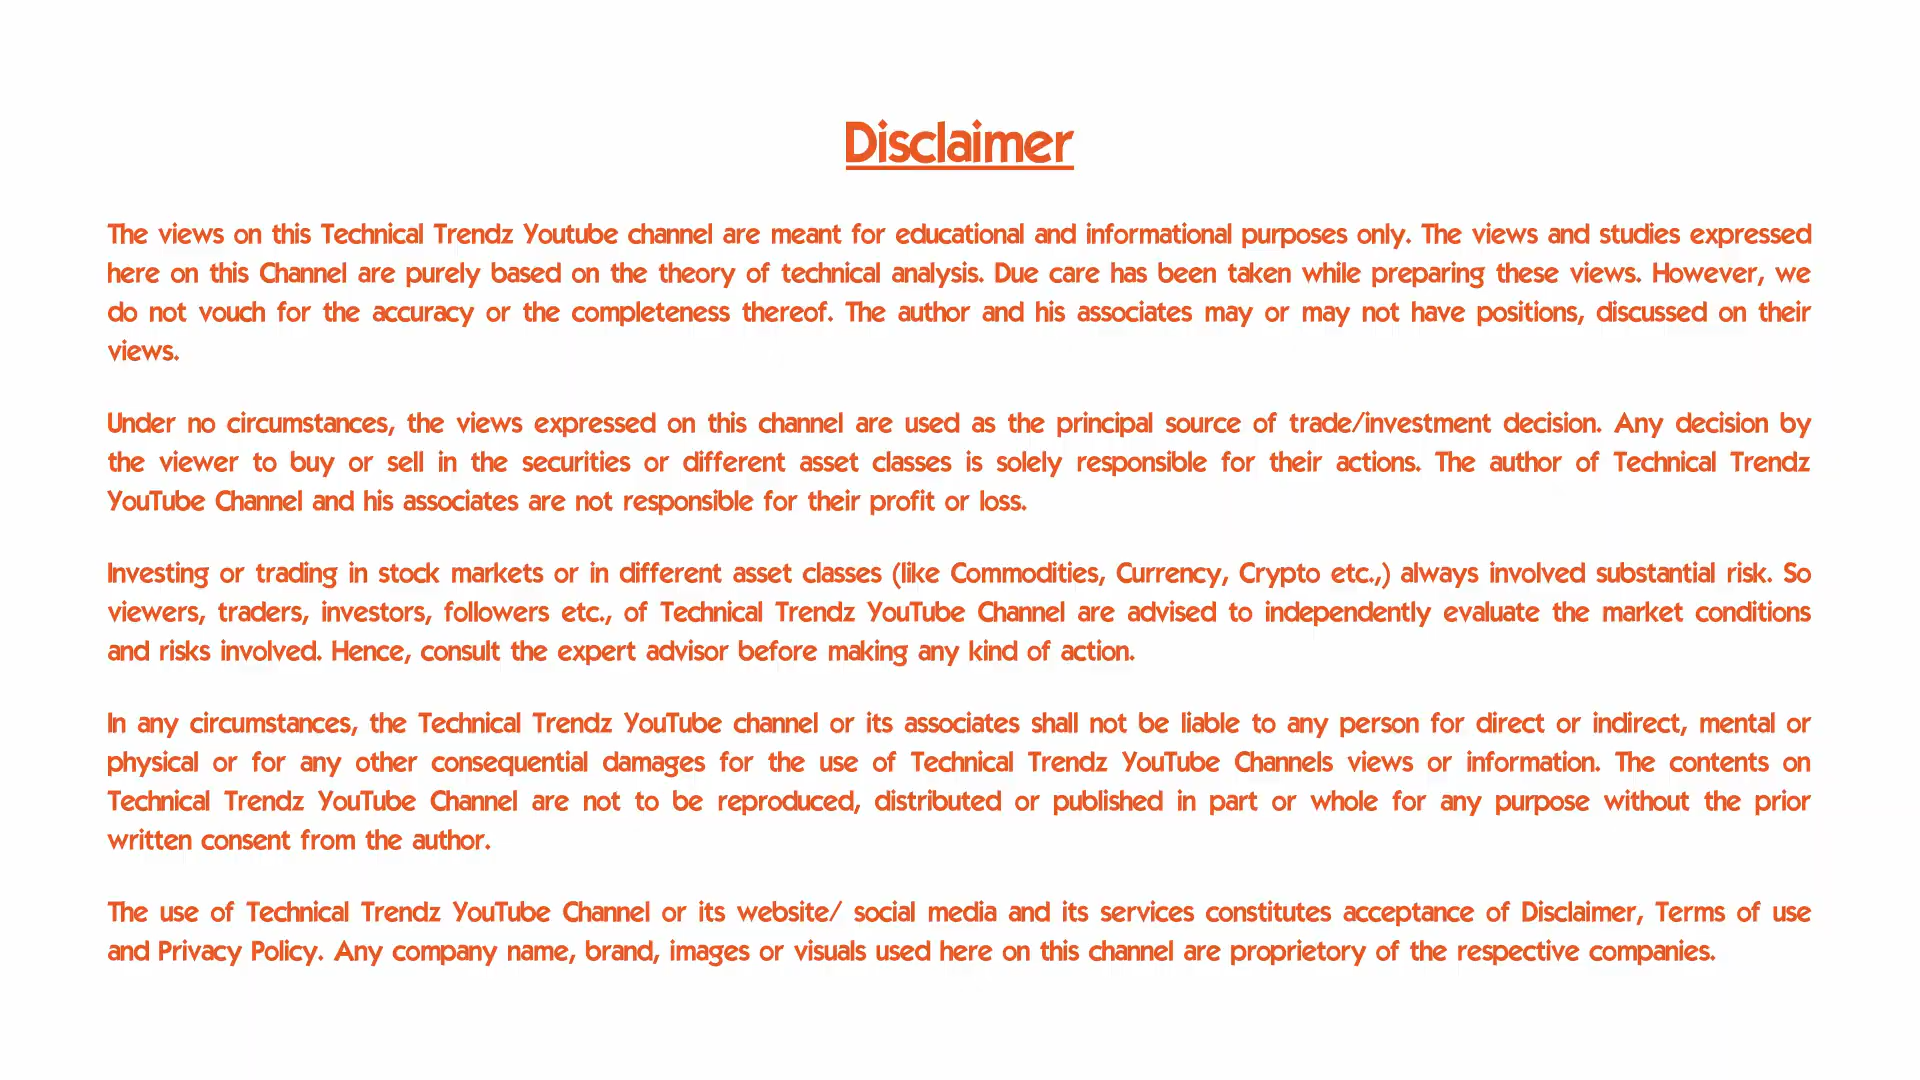 Disclaimer
The views on this Technical Trendz Youtube channel are meant for educational and informational purposes only. The views and studies expressed
here on this Channel are purely based on the theory of technical analysis. Due care has been taken while preparing these views. However, we
do not vouch for the accuracy or the completeness thereof. The author and his associates may or may not have positions, discussed on their
views.
Under no circumstances, the views expressed on this channel are used as the principal source of trade/investment decision. Any decision by
the viewer to buy or sell in the securities or different asset classes is solely responsible for their actions. The author of Technical Trendz
YouTube Channel and his associates are not responsible for their profit or loss.
Investing or trading in stock markets or in different asset classes (like Commodities, Currency, Crypto etc.,) always involved substantial risk. So
viewers, traders, investors, followers etc., of Technical Trendz YouTube Channel are advised to independently evaluate the market conditions
and risks involved. Hence, consult the expert advisor before making any kind of action.
In any circumstances, the Technical Trendz YouTube channel or its associates shall not be liable to any person for direct or indirect, mental or
physical or for any other consequential damages for the use of Technical Trendz YouTube Channels views or information. The contents on
Technical Trendz YouTube Channel are not to be reproduced, distributed or published in part or whole for any purpose without the prior
written consent from the author.
The use of Technical Trendz YouTube Channel or its website/ social media and its services constitutes acceptance of Disclaimer, Terms of use
and Privacy Policy. Any company name, brand, images or visuals used here on this channel are proprietory of the respective companies.